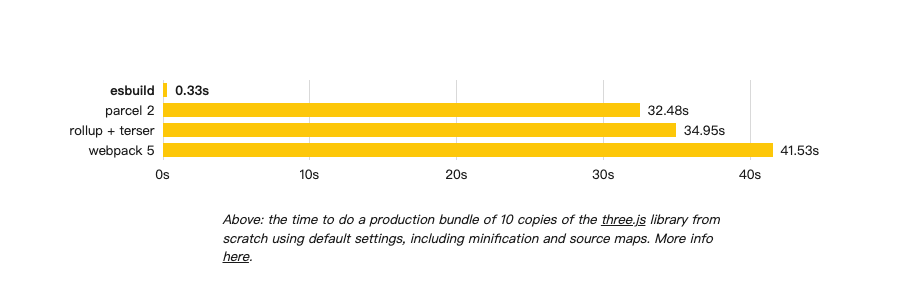 esbuild 0.33s
parcel 2 32.48s
rollup + terser 34.95s
webpack 5 41.53s
0s 10s 20s 30s 40s
Above: the time to do a production bundle of 10 copies of the three.js library from
scratch using default settings, including minification and source maps. More info
here.